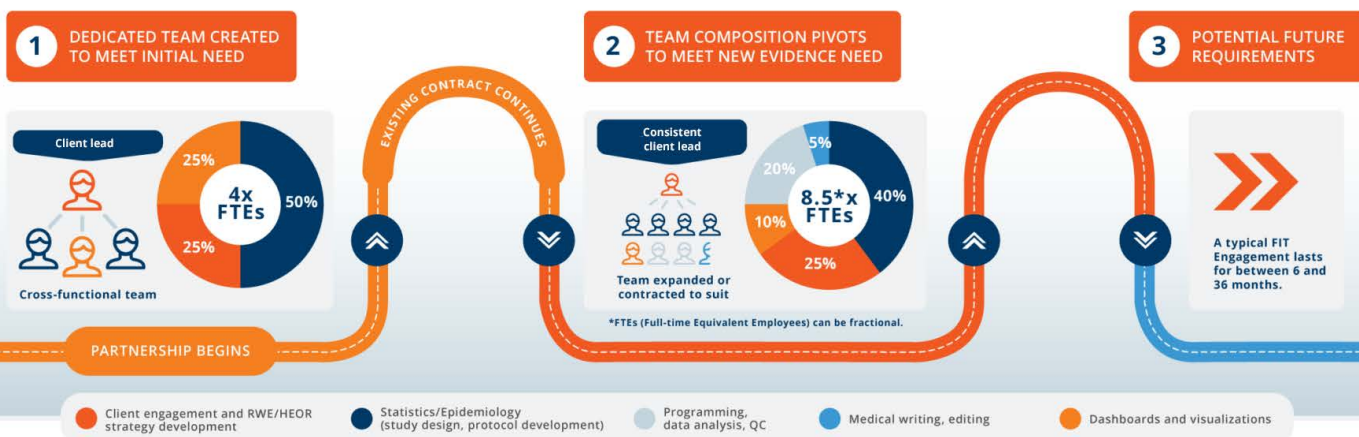 1
DEDICATED TEAM CREATED
TO MEET INITIAL NEED
Client lead
Cross-functional team
25%
50%
25%
4x
FTEs
PARTNERSHIP BEGINS
EXISTING CONTRACT CONTINUES
2
TEAM COMPOSITION PIVOTS
TO MEET NEW EVIDENCE NEED
Consistent
client lead
Team expanded or
contracted to suit
5%
20%
40%
10%
25%
8.5*x
FTEs
*FTEs (Full-time Equivalent Employees) can be fractional.
3
POTENTIAL FUTURE
REQUIREMENTS
A typical FIT
Engagement lasts
for between 6 and
36 months.
Client engagement and RWE/HEOR
strategy development
Statistics/Epidemiology
(study design, protocol development)
Programming,
data analysis, QC
Medical writing, editing
Dashboards and visualizations